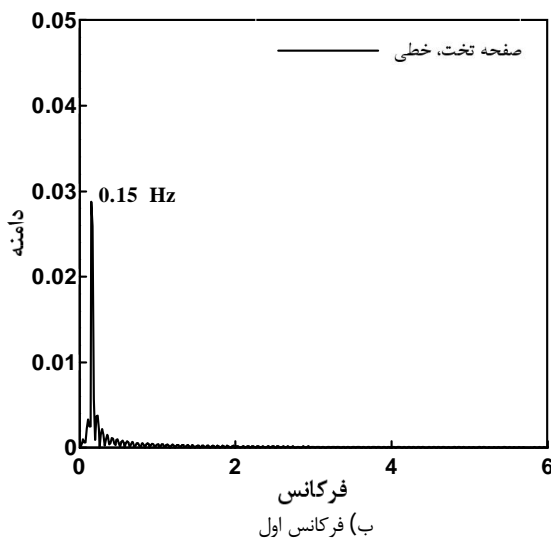 0.05
صفحه تخت، خطی
0.04
0.03
0.15 Hz
دامنه
0.02
0.01
0
0
2
4
6
فرکانس
ب) فرکانس اول